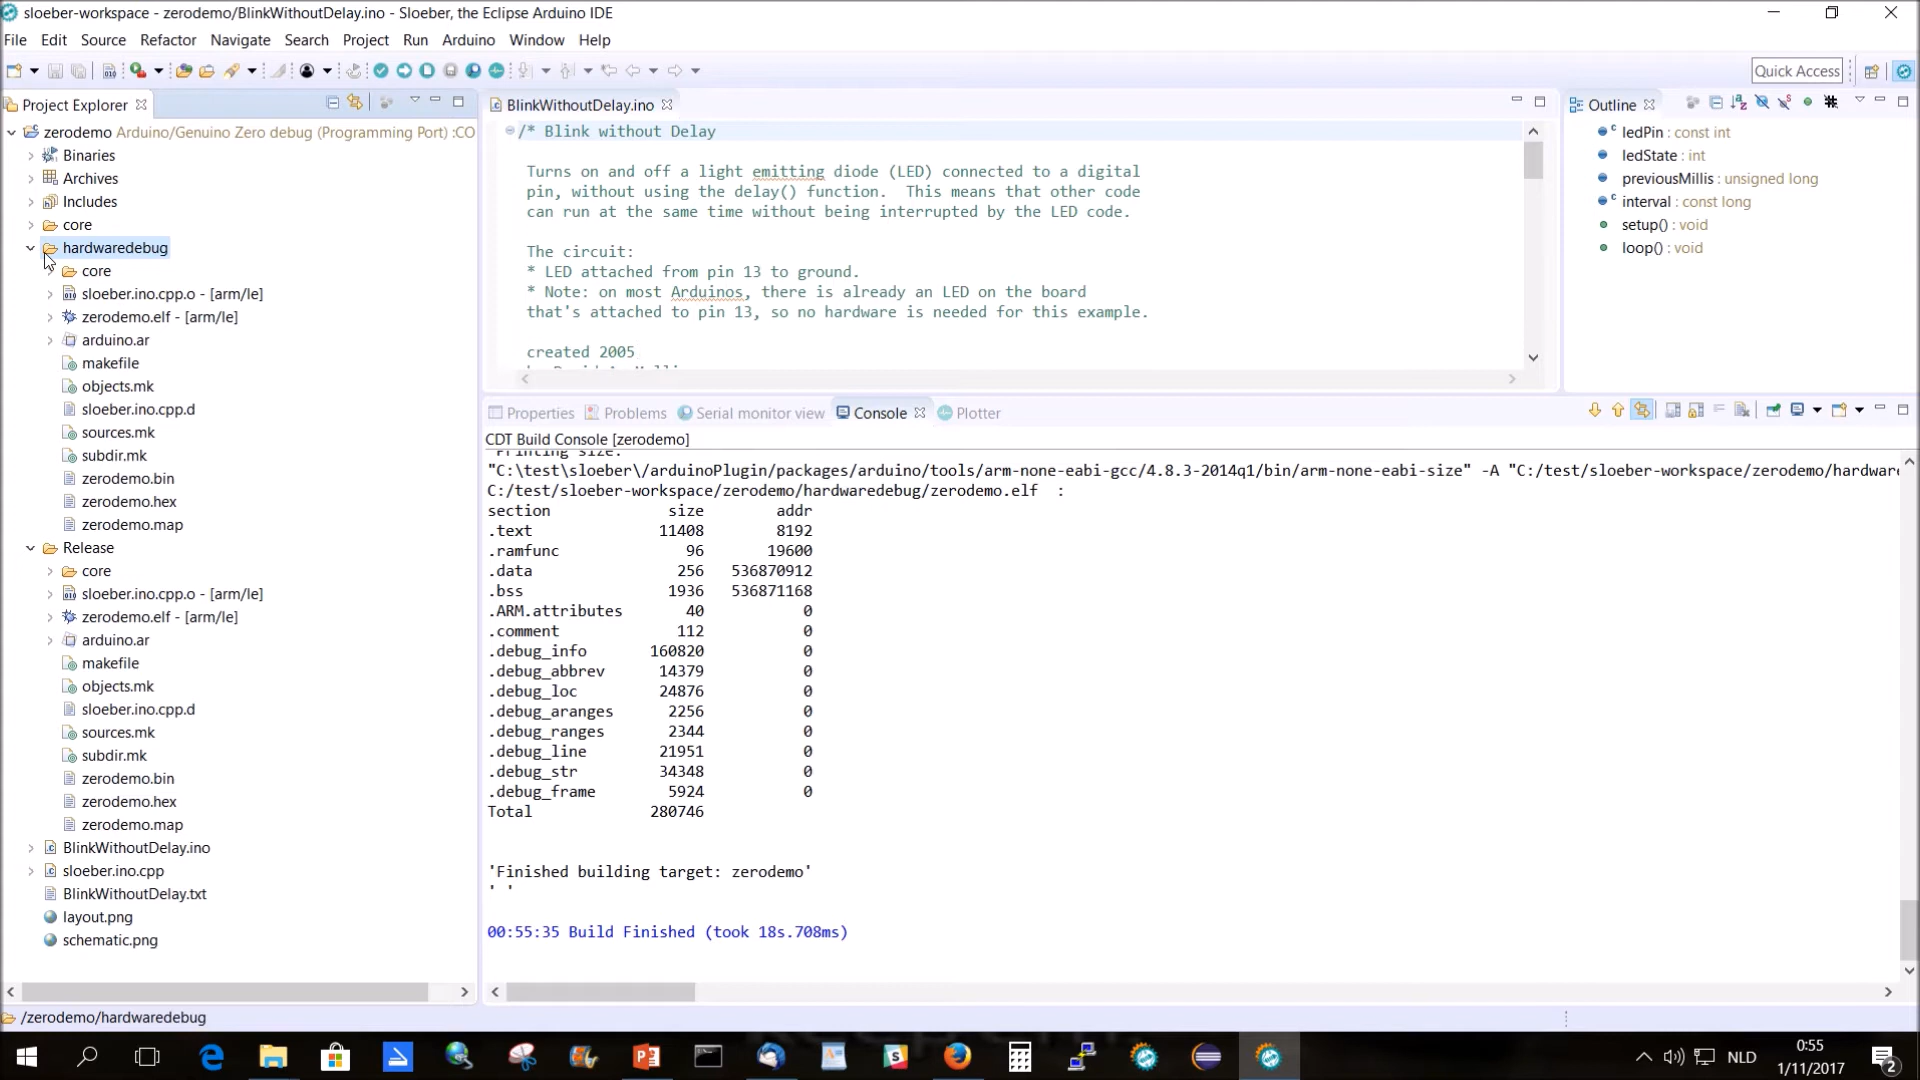 sloeber-workspace - zerodemo/BlinkWithoutDelay.ino - Sloeber, the Eclipse Arduino IDE
File Edit Source Refactor Navigate Search Project Run Arduino Window Help
Quick Access
Project Explorer
zerodemo Arduino/Genuino Zero debug (Programming Port) :CO
Binaries
Archives
Includes
core
hardwaredebug
core
sloeber.ino.cpp.o - [arm/le]
zerodemo.elf - [arm/le]
arduino.ar
makefile
objects.mk
sloeber.ino.cpp.d
sources.mk
subdir.mk
zerodemo.bin
zerodemo.hex
zerodemo.map
Release
core
sloeber.ino.cpp.o - [arm/le]
zerodemo.elf - [arm/le]
arduino.ar
makefile
objects.mk
sloeber.ino.cpp.d
sources.mk
subdir.mk
zerodemo.bin
zerodemo.hex
zerodemo.map
BlinkWithoutDelay.ino
sloeber.ino.cpp
BlinkWithoutDelay.txt
layout.png
schematic.png
BlinkWithoutDelay.ino
/* Blink without Delay
Turns on and off a light emitting diode (LED) connected to a digital
pin, without using the delay() function. This means that other code
can run at the same time without being interrupted by the LED code.
The circuit:
* LED attached from pin 13 to ground.
* Note: on most Arduinos, there is already an LED on the board
that's attached to pin 13, so no hardware is needed for this example.
created 2005
Outline
ledPin : const int
ledState : int
previousMillis : unsigned long
interval : const long
setup() : void
loop() : void
Properties Problems Serial monitor view Console Plotter
CDT Build Console [zerodemo]
'Printing size:
"C:\test\sloeber\/arduinoPlugin/packages/arduino/tools/arm-none-eabi-gcc/4.8.3-2014q1/bin/arm-none-eabi-size" -A "C:/test/sloeber-workspace/zerodemo/hardware
C:/test/sloeber-workspace/zerodemo/hardwaredebug/zerodemo.elf :
section size addr
.text 11408 8192
.ramfunc 96 19600
.data 256 536870912
.bss 1936 536871168
.ARM.attributes 40 0
.comment 112 0
.debug_info 160820 0
.debug_abbrev 14379 0
.debug_loc 24876 0
.debug_aranges 2256 0
.debug_ranges 2344 0
.debug_line 21951 0
.debug_str 34348 0
.debug_frame 5924 0
Total 280746
'Finished building target: zerodemo'
' '
00:55:35 Build Finished (took 18s.708ms)
/zerodemo/hardwaredebug
NLD
0:55
1/11/2017
2